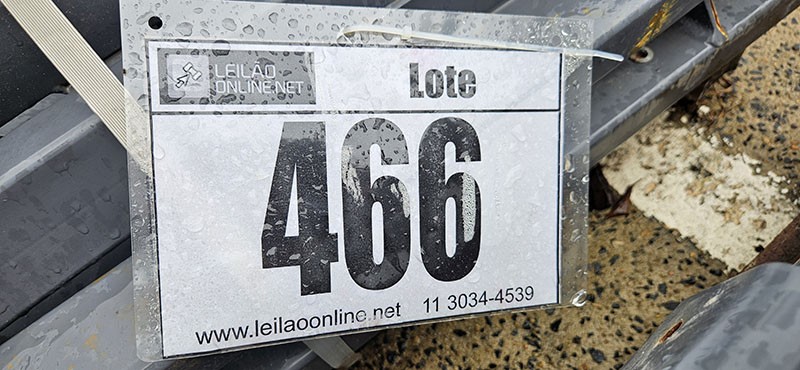 LEILÃO
ONLINE.NET
Lote
466
www.leilaoonline.net 11 3034-4539